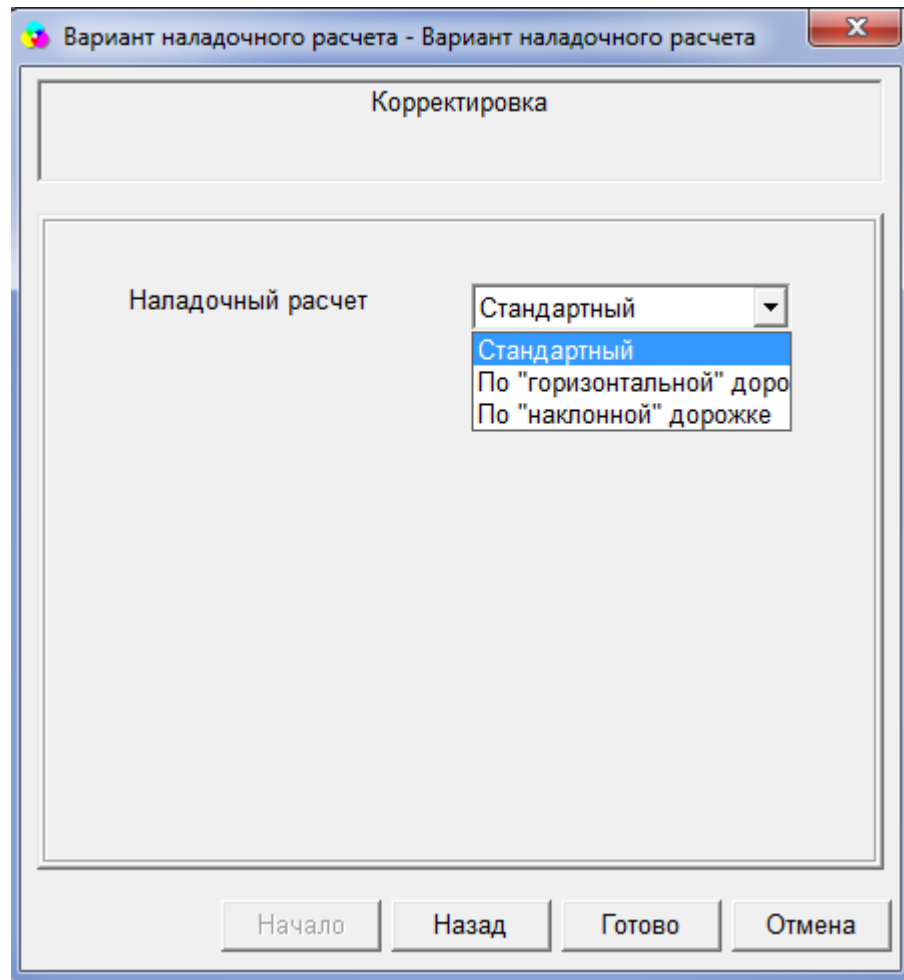 Вариант наладочного расчета - Вариант наладочного расчета
Корректировка
Наладочный расчет
Стандартный
Стандартный
По "горизонтальной" доро
По "наклонной" дорожке
Начало
Назад
Готово
Отмена